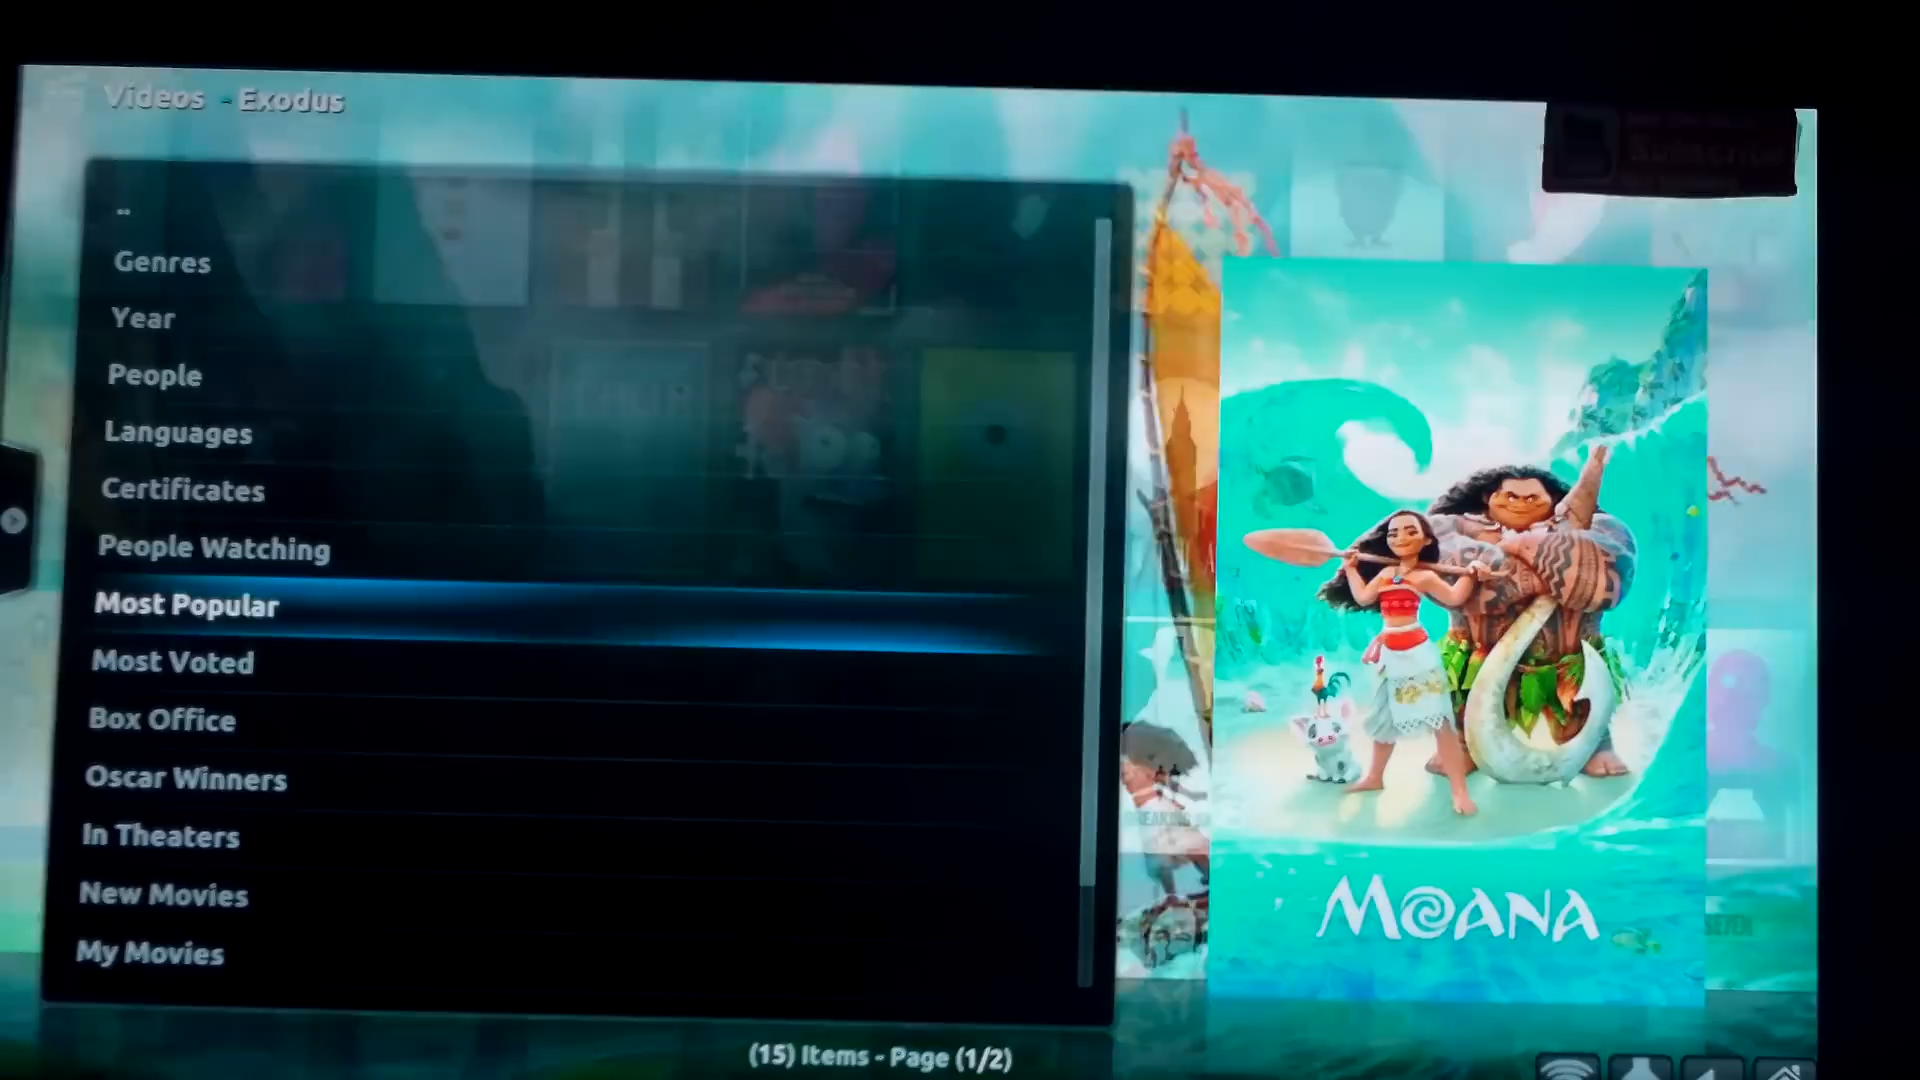 Videos - Exodus
..
Genres
Year
People
Languages
Certificates
People Watching
Most Popular
Most Voted
Box Office
Oscar Winners
In Theaters
New Movies
My Movies
MOANA
(15) Items - Page (1/2)